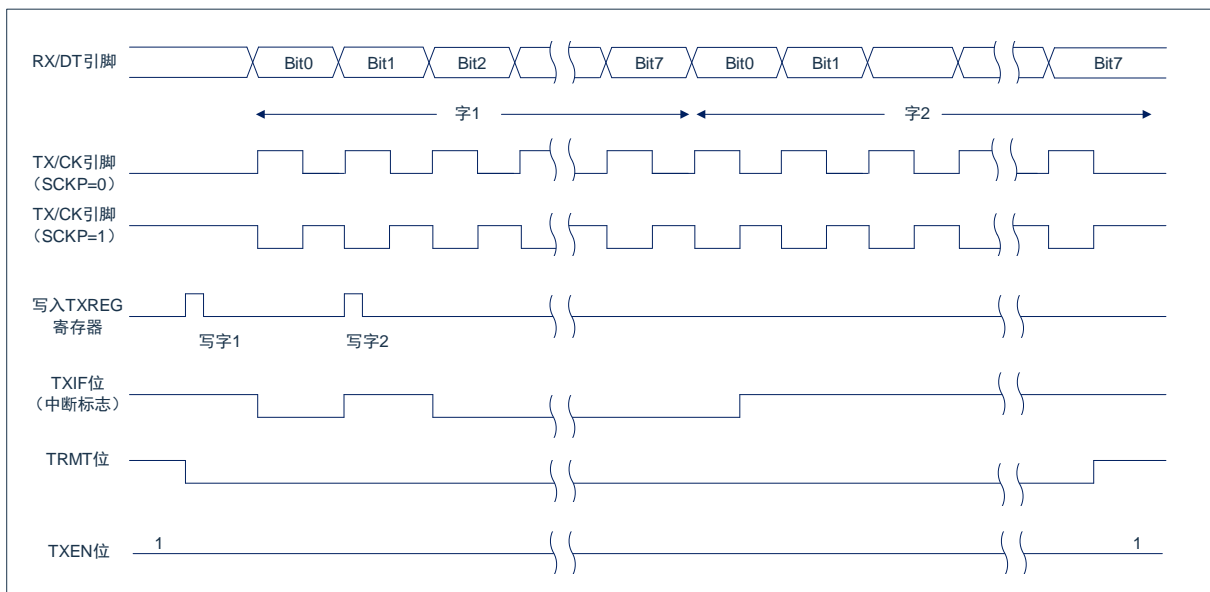 RX/DT引脚
Bit0 Bit1 Bit2 Bit7 Bit0 Bit1 Bit7
字1 字2
TX/CK引脚
（SCKP=0）
TX/CK引脚
（SCKP=1）
写入TXREG
寄存器
写字1 写字2
TXIF位
（中断标志）
TRMT位
TXEN位 1 1